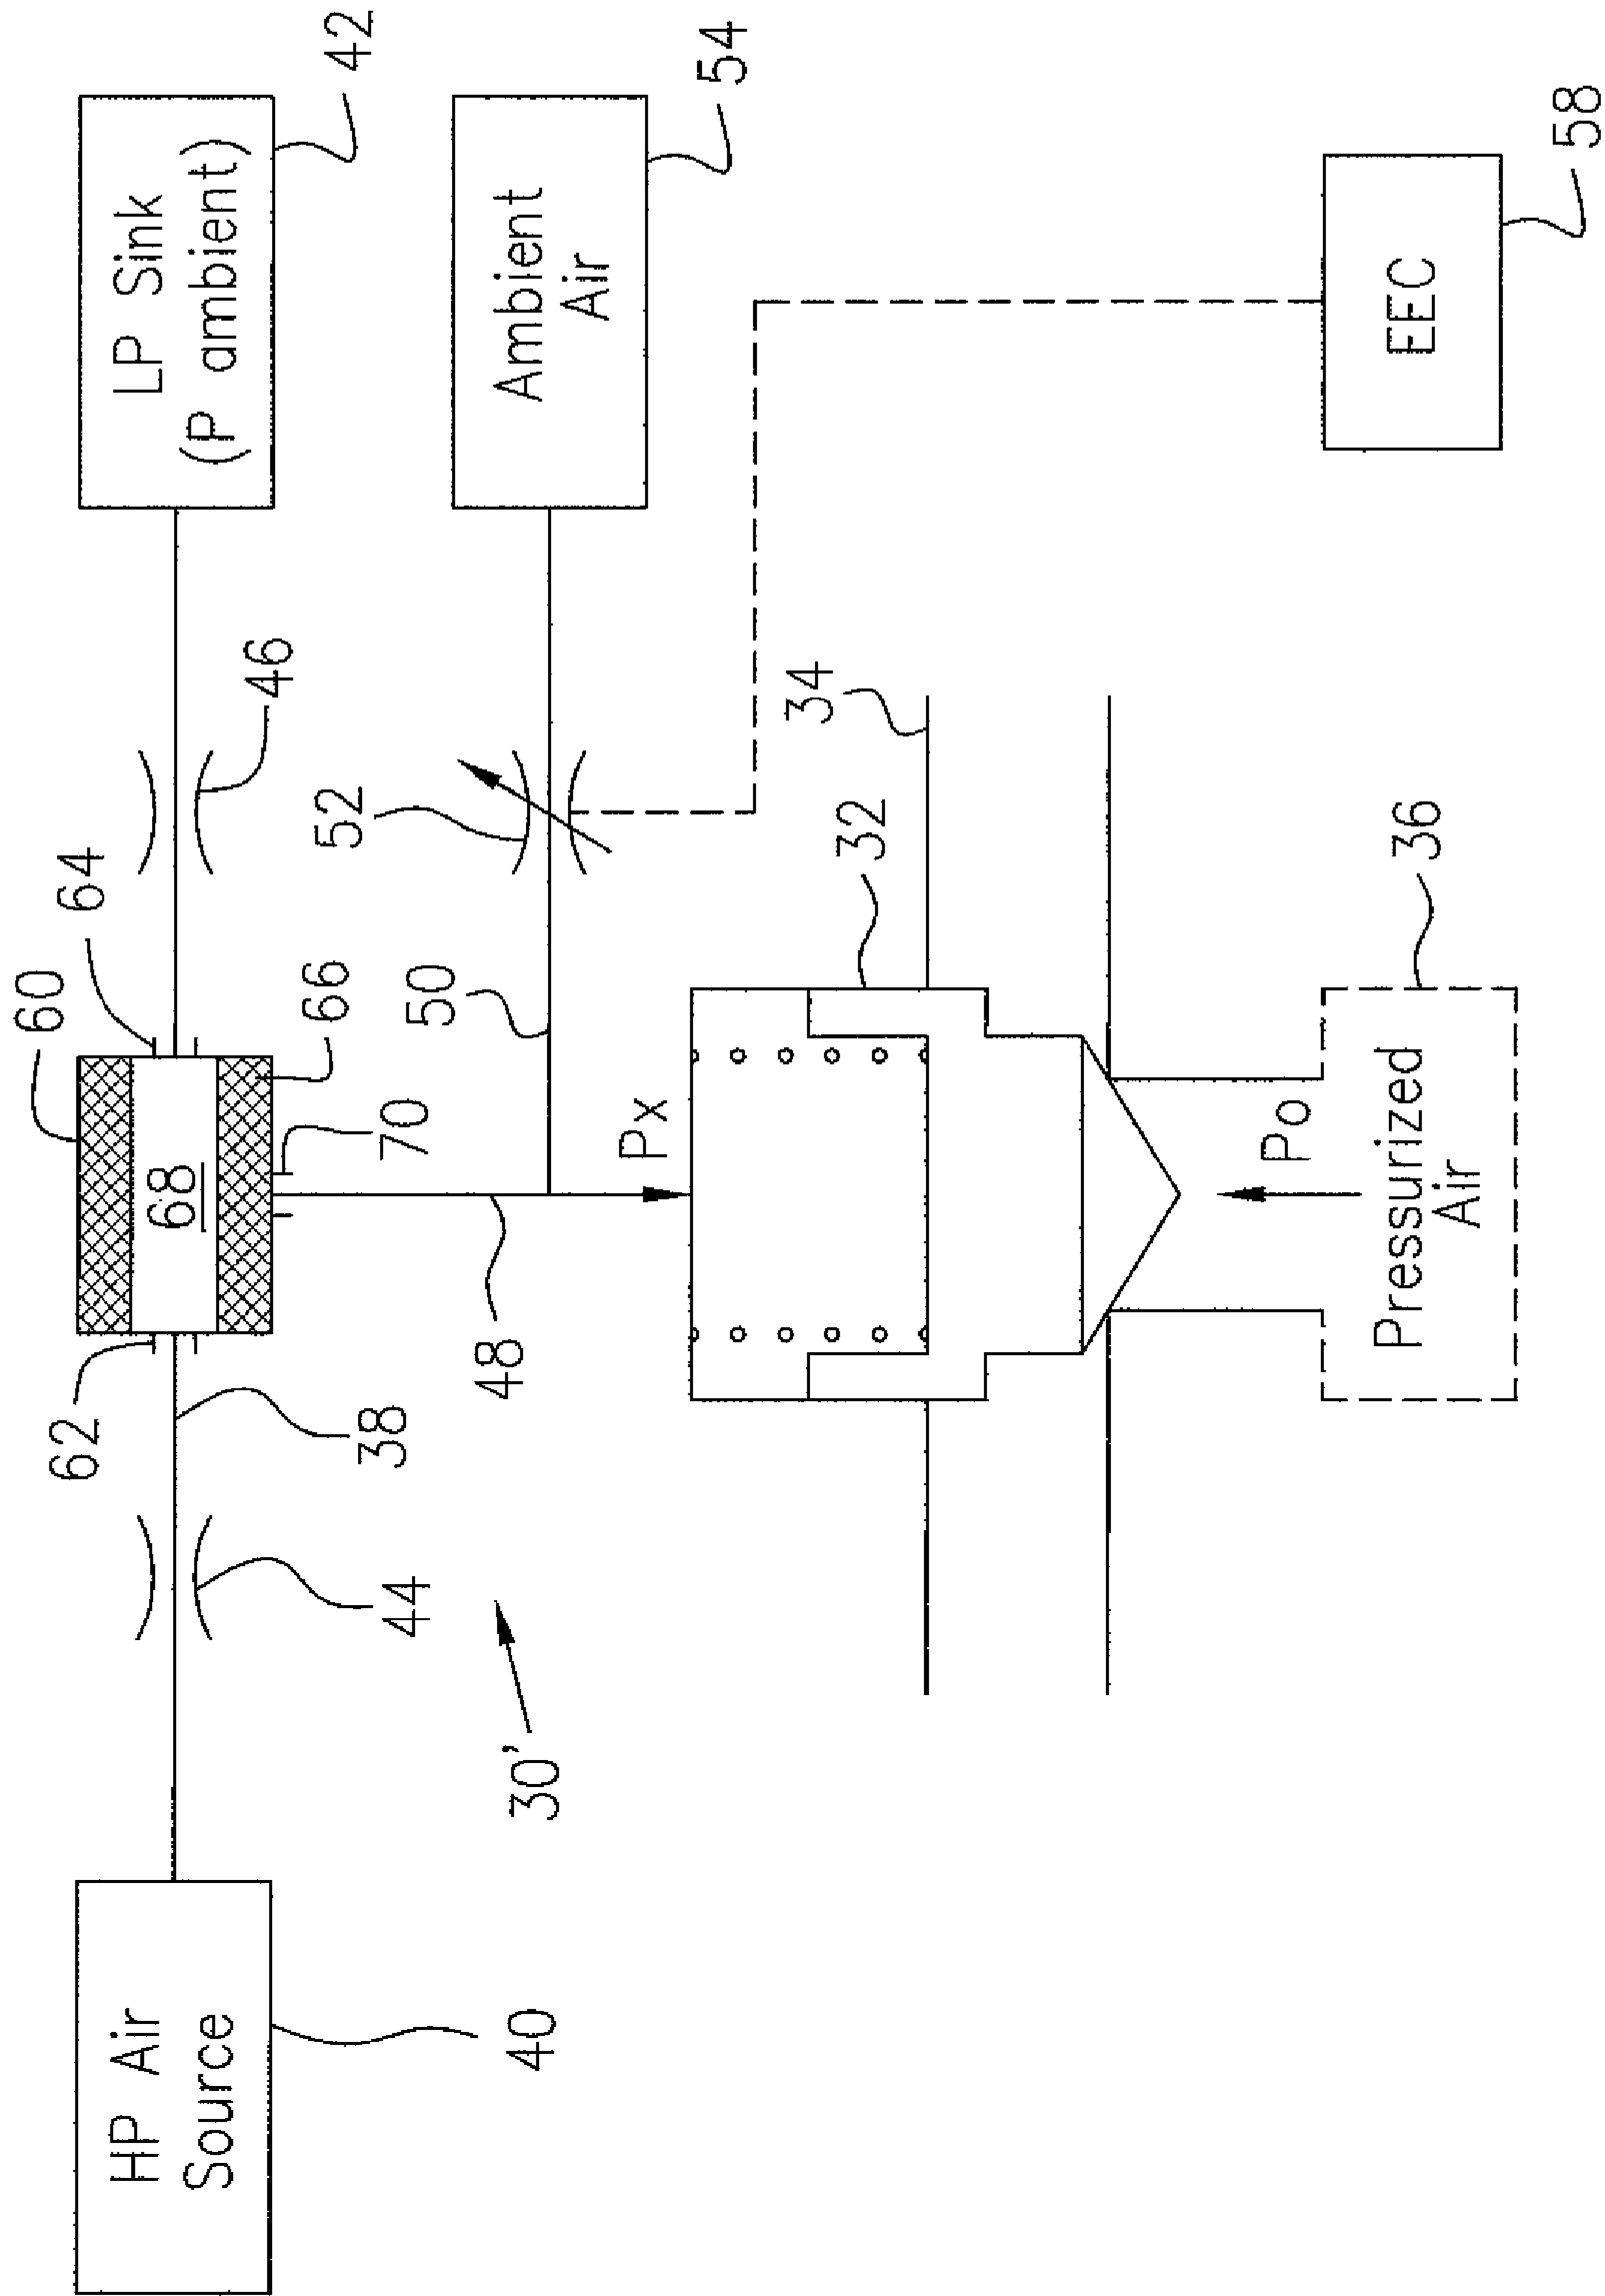 HP Air
Source
40
44
30'
38
62
68
60
64
66
70
48
50
46
52
LP Sink
(P ambient)
42
Ambient
Air
54
Px
32
34
Po
Pressurized
Air
36
EEC
58